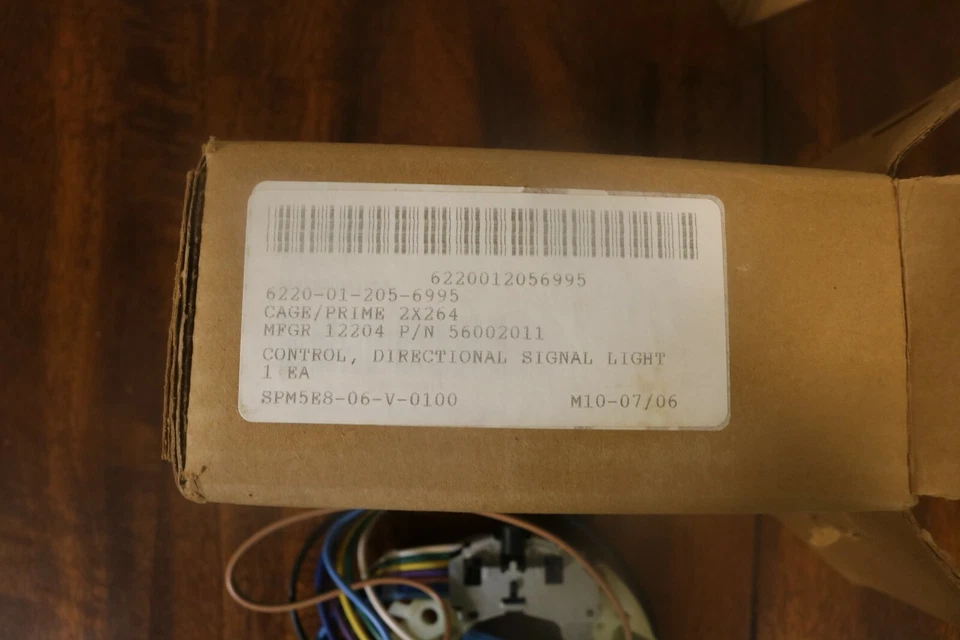 6220012056995
6220-01-205-6995
CAGE/PRIME 2X264
MFGR 12204 P/N 56002011
CONTROL, DIRECTIONAL SIGNAL LIGHT
1 EA
SPM5E8-06-V-0100 M10-07/06